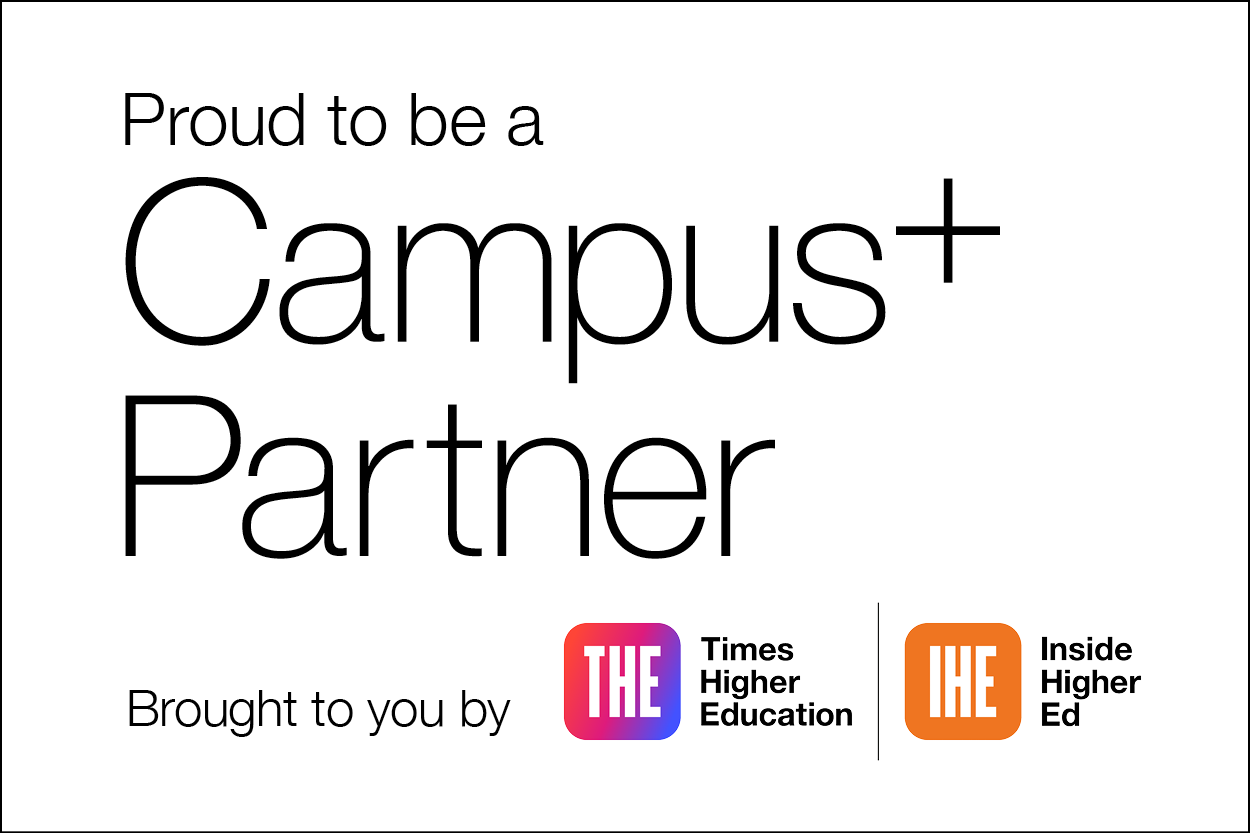 Proud to be a
Campus+
Partner
Brought to you by
THE
Times
Higher
Education
IHE
Inside
Higher
Ed